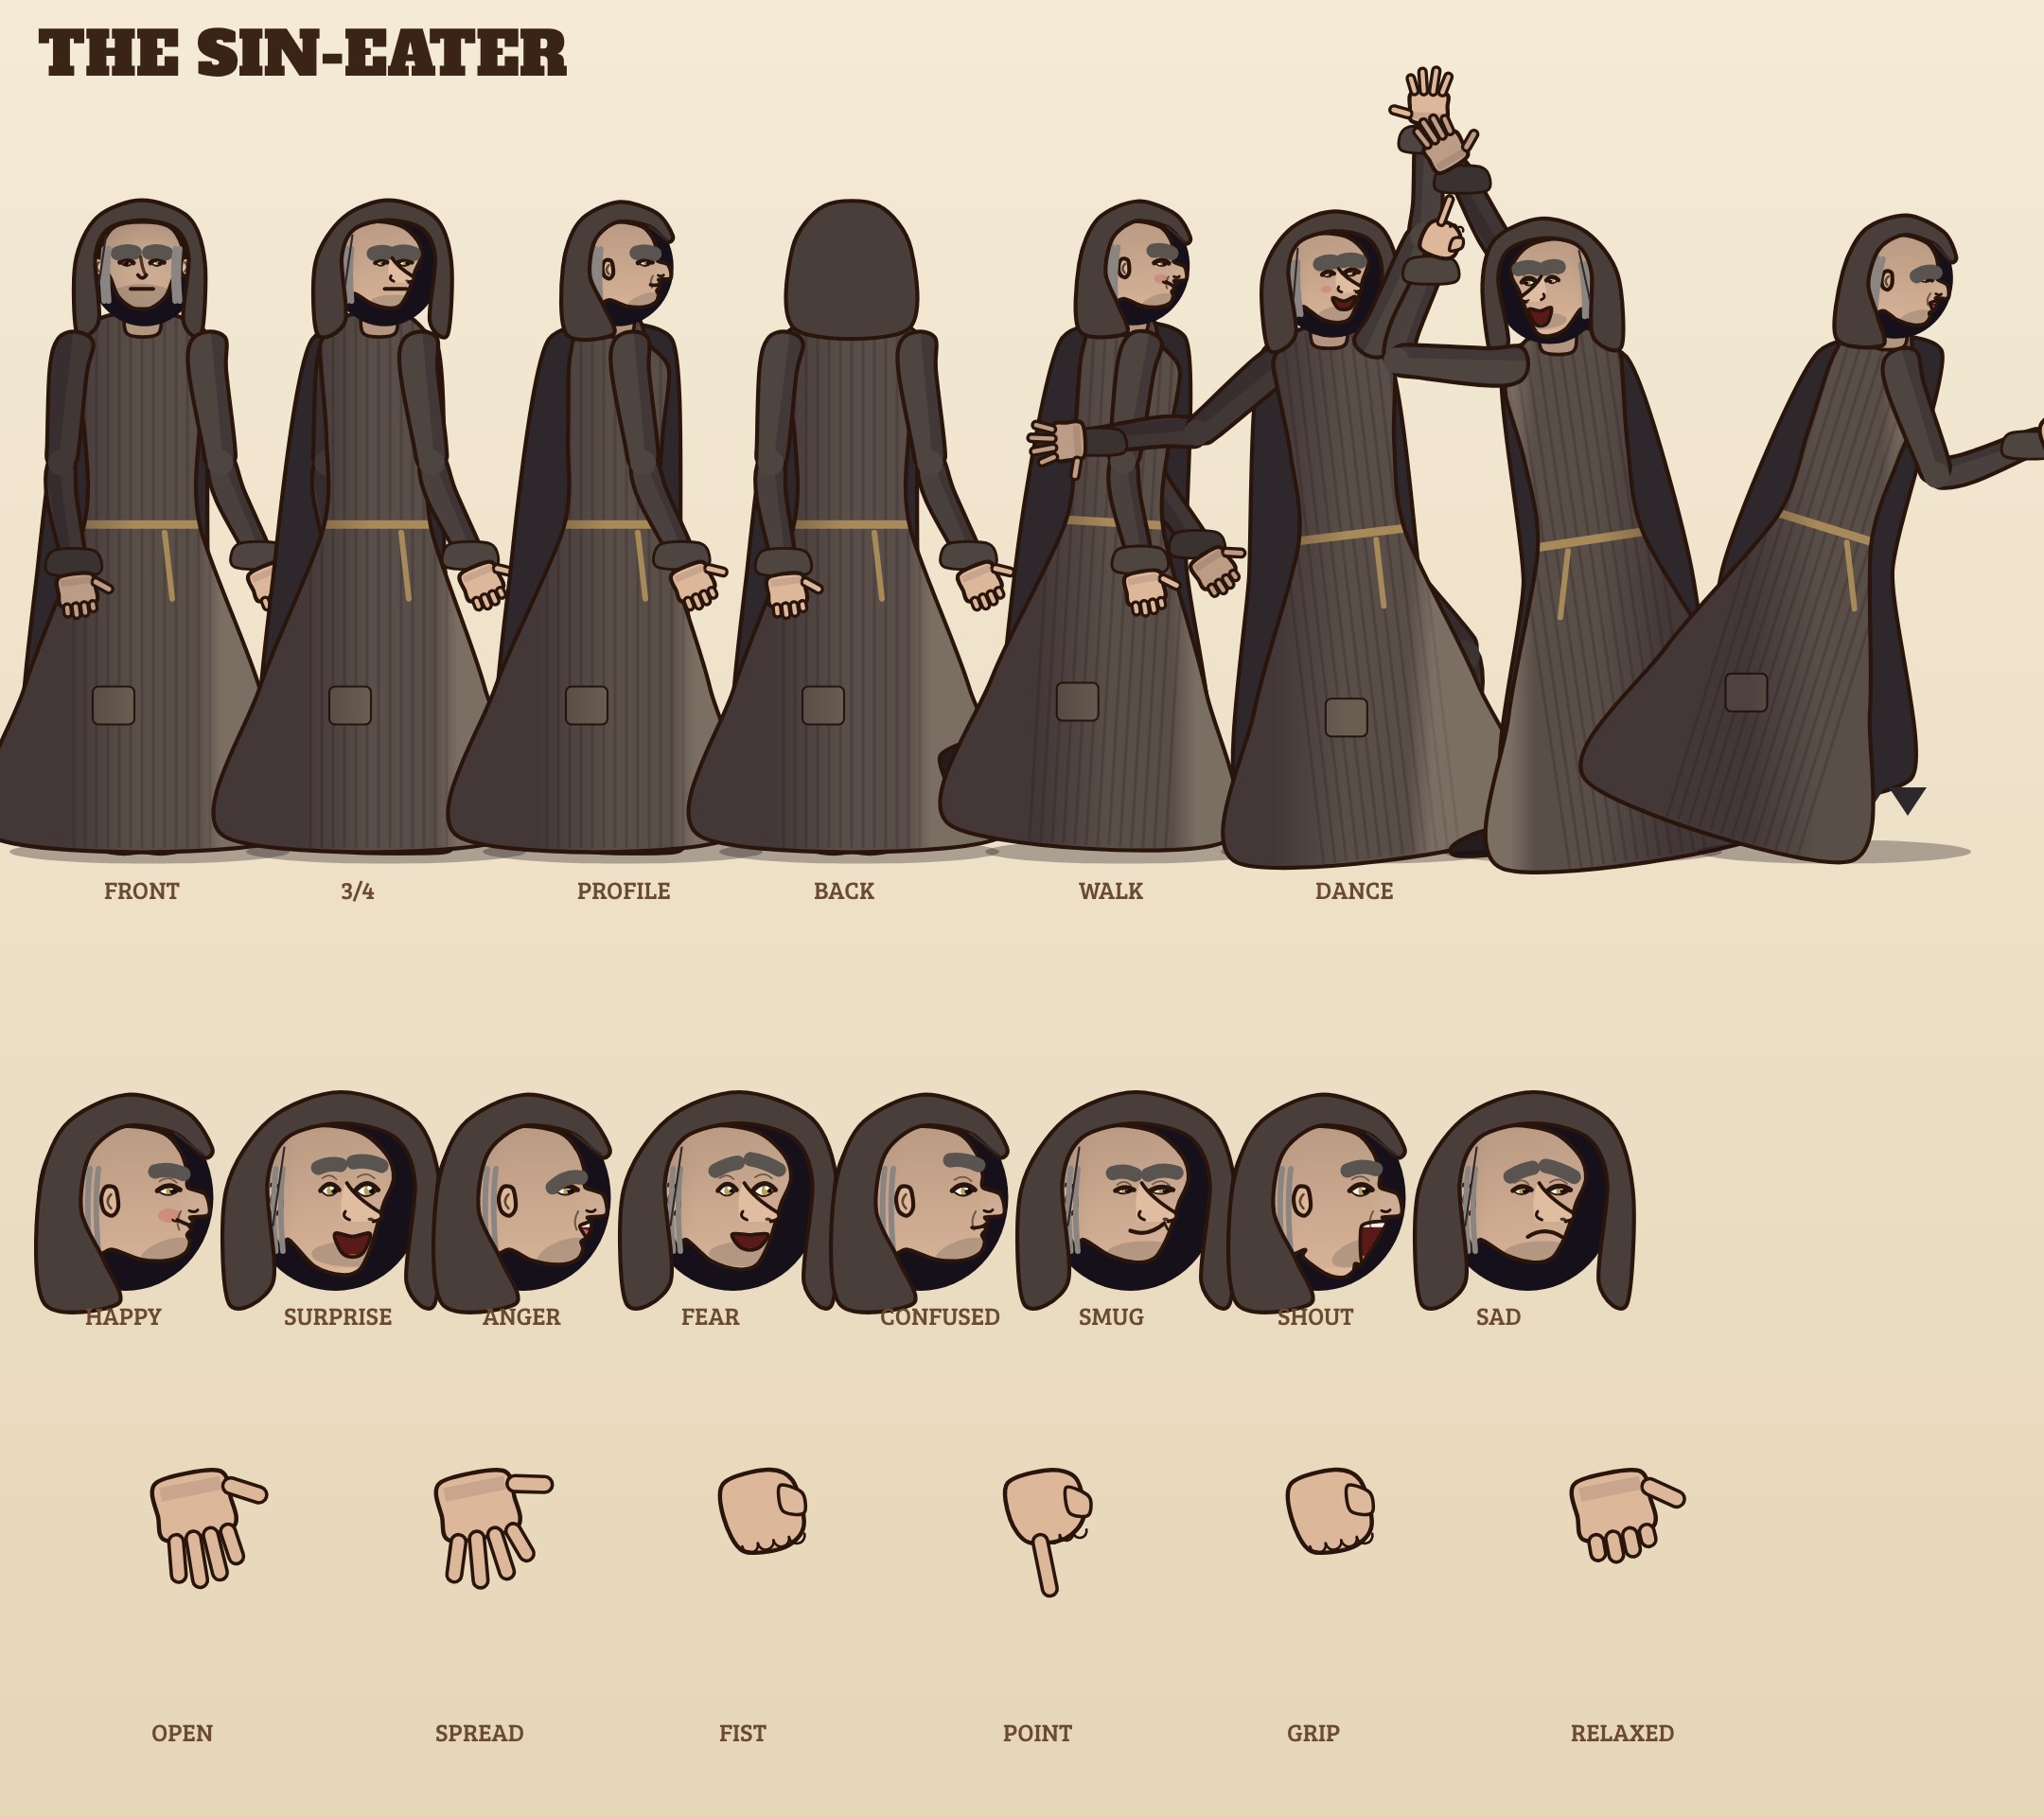 THE SIN-EATER
FRONT 3/4 PROFILE BACK WALK DANCE
HAPPY SURPRISE ANGER FEAR CONFUSED SMUG SHOUT SAD
OPEN SPREAD FIST POINT GRIP RELAXED